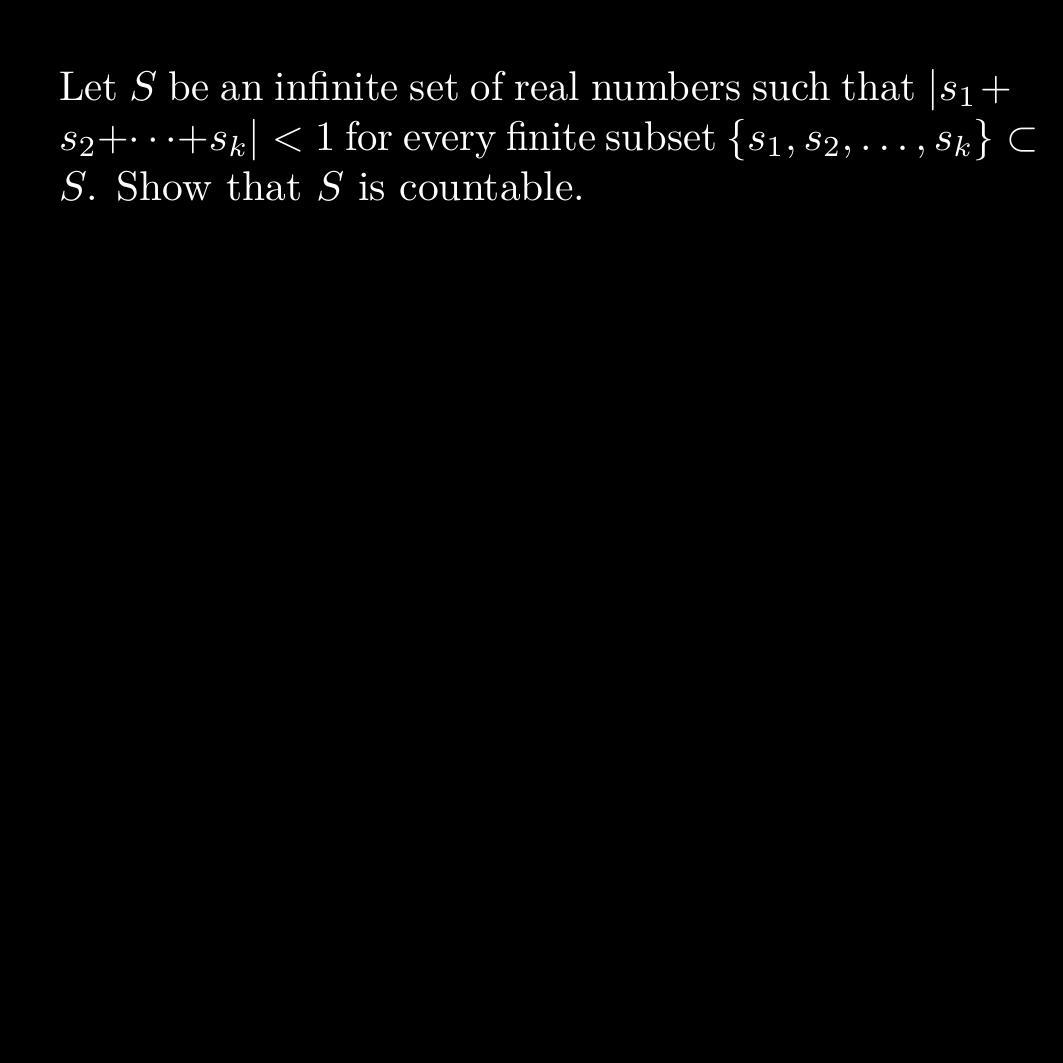 Let $S$ be an infinite set of real numbers such that $|s_1+$
$s_2+\cdots+s_k| < 1$ for every finite subset $\{s_1, s_2, \ldots, s_k\} \subset$
$S$. Show that $S$ is countable.